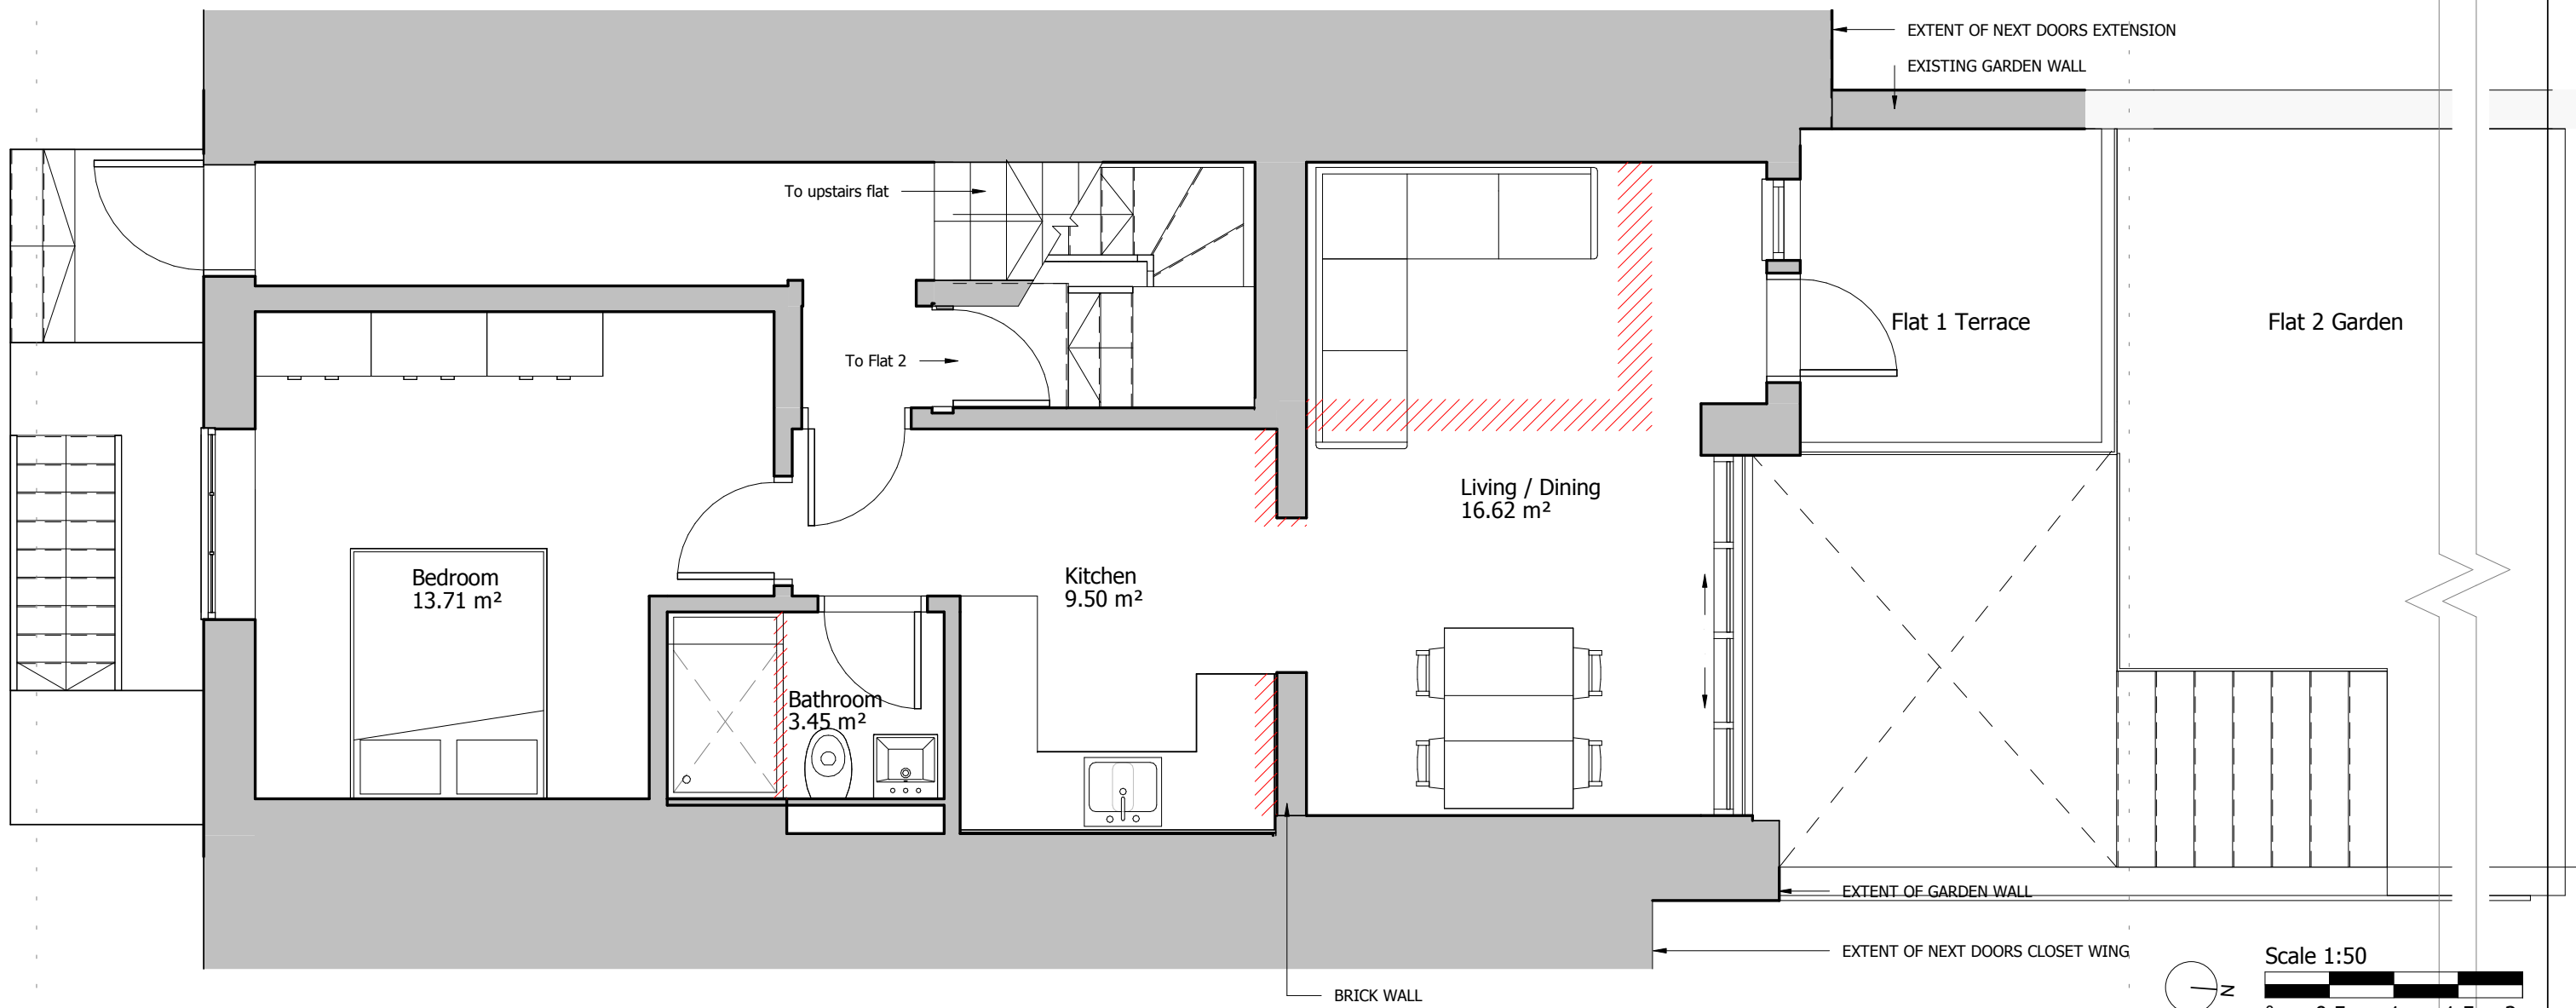 EXTENT OF NEXT DOORS EXTENSION
EXISTING GARDEN WALL
To upstairs flat
To Flat 2
Flat 1 Terrace
Flat 2 Garden
Living / Dining
16.62 m²
Bedroom
13.71 m²
Kitchen
9.50 m²
Bathroom
3.45 m²
EXTENT OF GARDEN WALL
EXTENT OF NEXT DOORS CLOSET WING
BRICK WALL
N
Scale 1:50